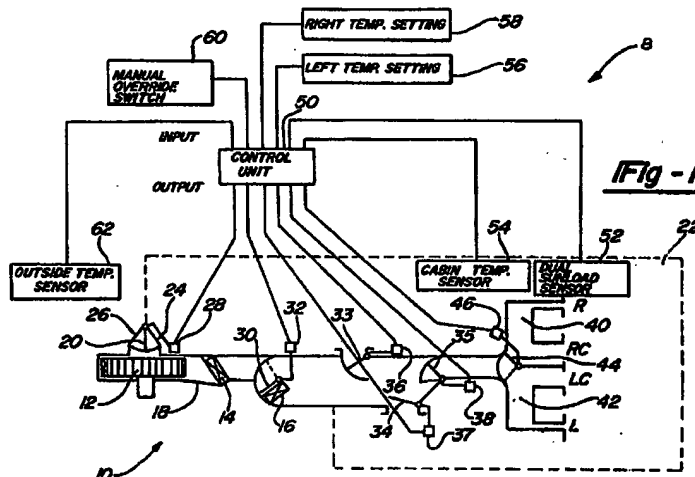 RIGHT TEMP. SETTING
58
60
8
MANUAL
OVERRIDE
SWITCH
LEFT TEMP. SETTING
56
50
INPUT
CONTROL
UNIT
OUTPUT
Fig - 1
62
54
52
22
OUTSIDE TEMP.
SENSOR
CABIN TEMP.
SENSOR
DUAL
SUNLOAD
SENSOR
24
26
28
20
32
33
46
R
40
30
35
RC
44
36
LC
42
12
18
14
16
34
38
L
37
10